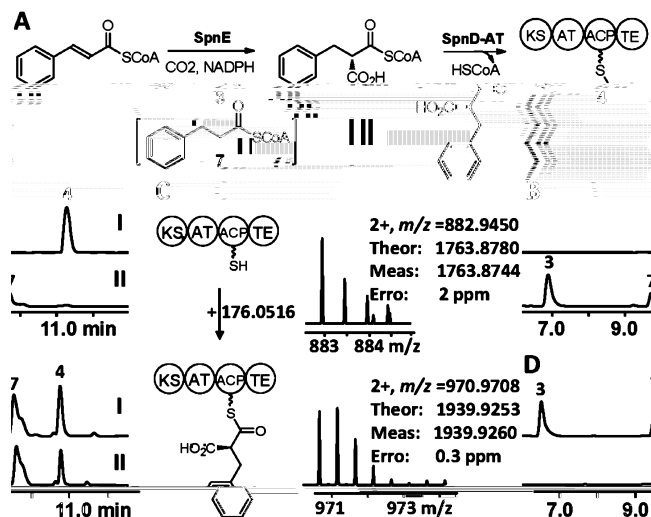 A
SpnE
CO2, NADPH
SCoA
O
SCoA
CO2H
SpnD-AT
HSCoA
KS AT ACP TE
S
O
SCoA
7
II
III
HO2C
4
C
B
4
I
7
II
11.0 min
KS AT ACP TE
SH
+ 176.0516
2+, m/z =882.9450
Theor: 1763.8780
Meas: 1763.8744
Erro: 2 ppm
883 884 m/z
3
7.0 9.0
7 4
I
II
11.0 min
KS AT ACP TE
S O
HO2C
2+, m/z =970.9708
Theor: 1939.9253
Meas: 1939.9260
Erro: 0.3 ppm
971 973 m/z
D
3
7.0 9.0